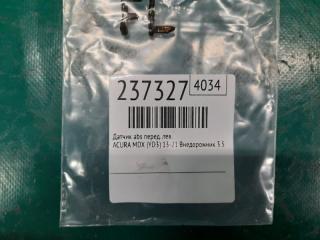 237327 4034
Датчик abs перед лев
ACURA MDX (YD3) 13-21 Внедорожник 3.5